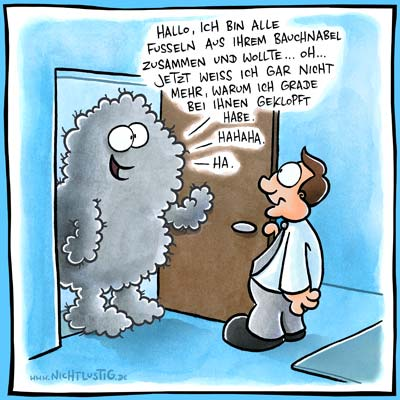 HALLO, ICH BIN ALLE
FUSSELN AUS IHREM BAUCHNABEL
ZUSAMMEN UND WOLLTE... OH...
JETZT WEISS ICH GAR NICHT
MEHR, WARUM ICH GRADE
BEI IHNEN GEKLOPFT
HABE.
HAHAHA.
HA.
WWW.NICHTLUSTIG.DE